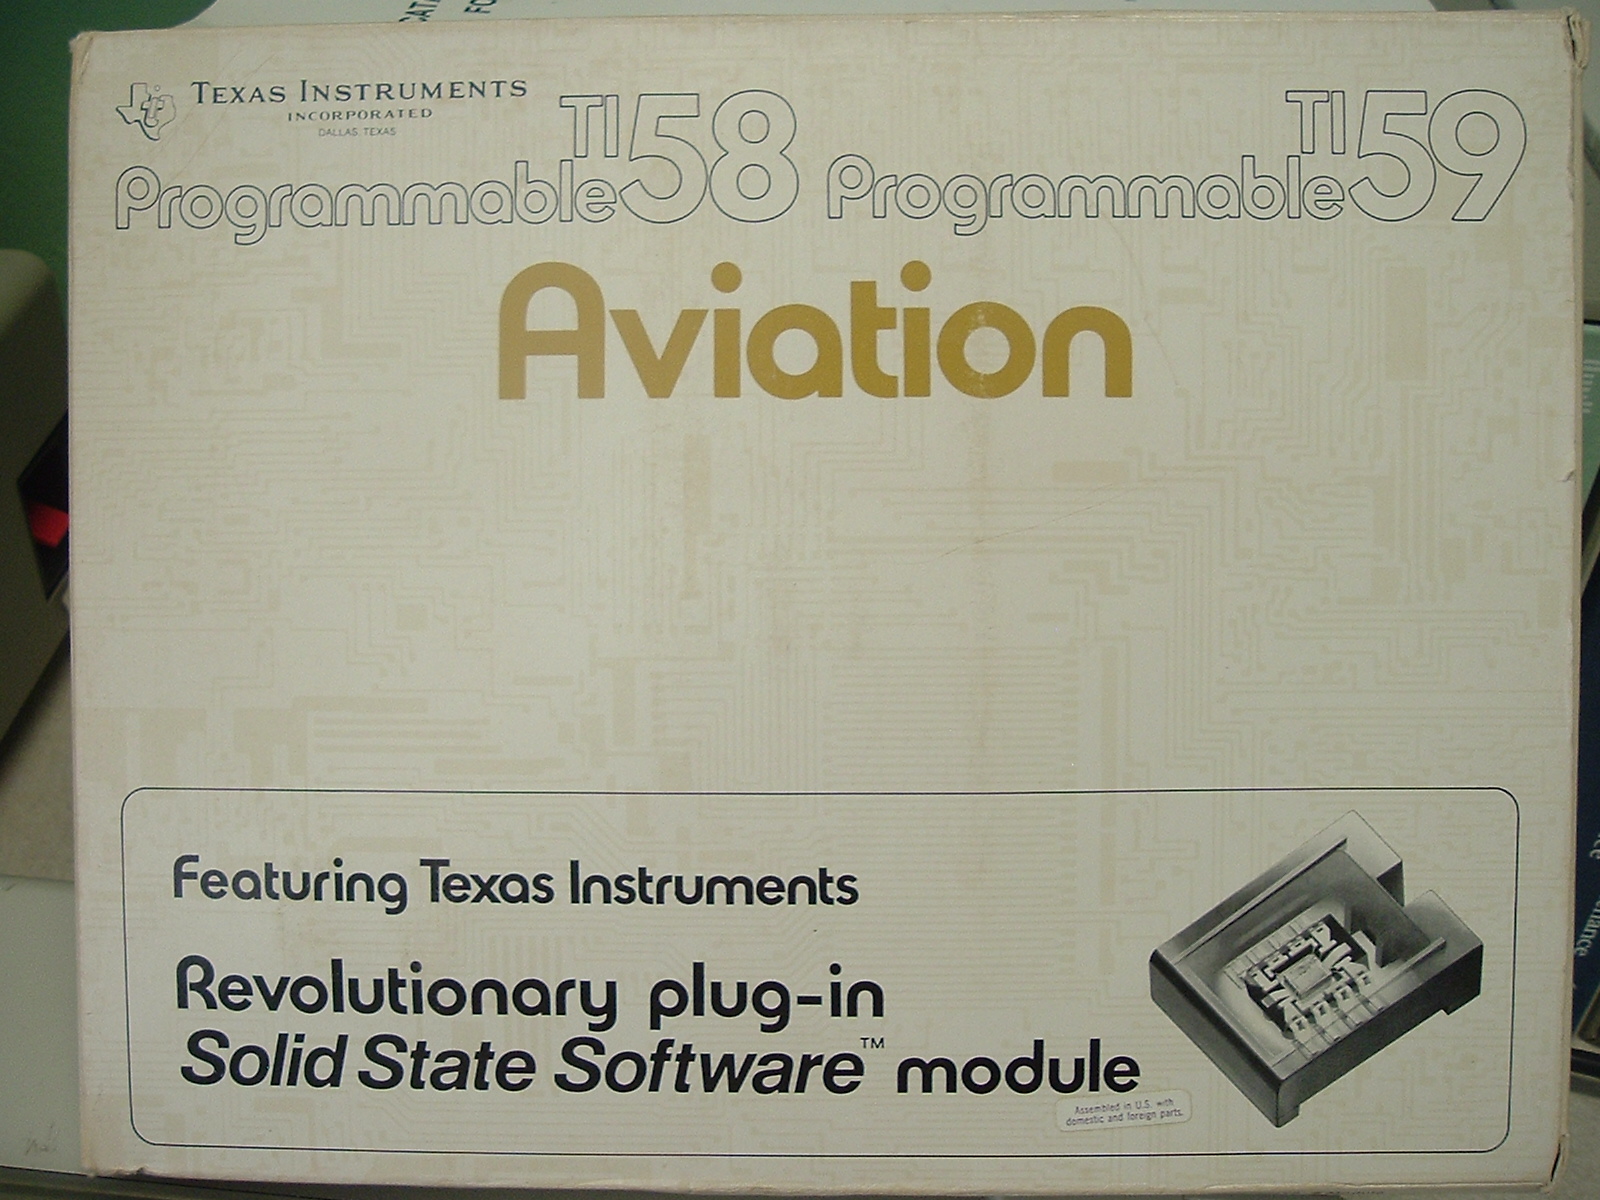 TEXAS INSTRUMENTS
INCORPORATED
DALLAS, TEXAS
TI Programmable 58
TI Programmable 59
Aviation
Featuring Texas Instruments
Revolutionary plug-in
Solid State Software™ module
Assembled in U.S. with
domestic and foreign parts.